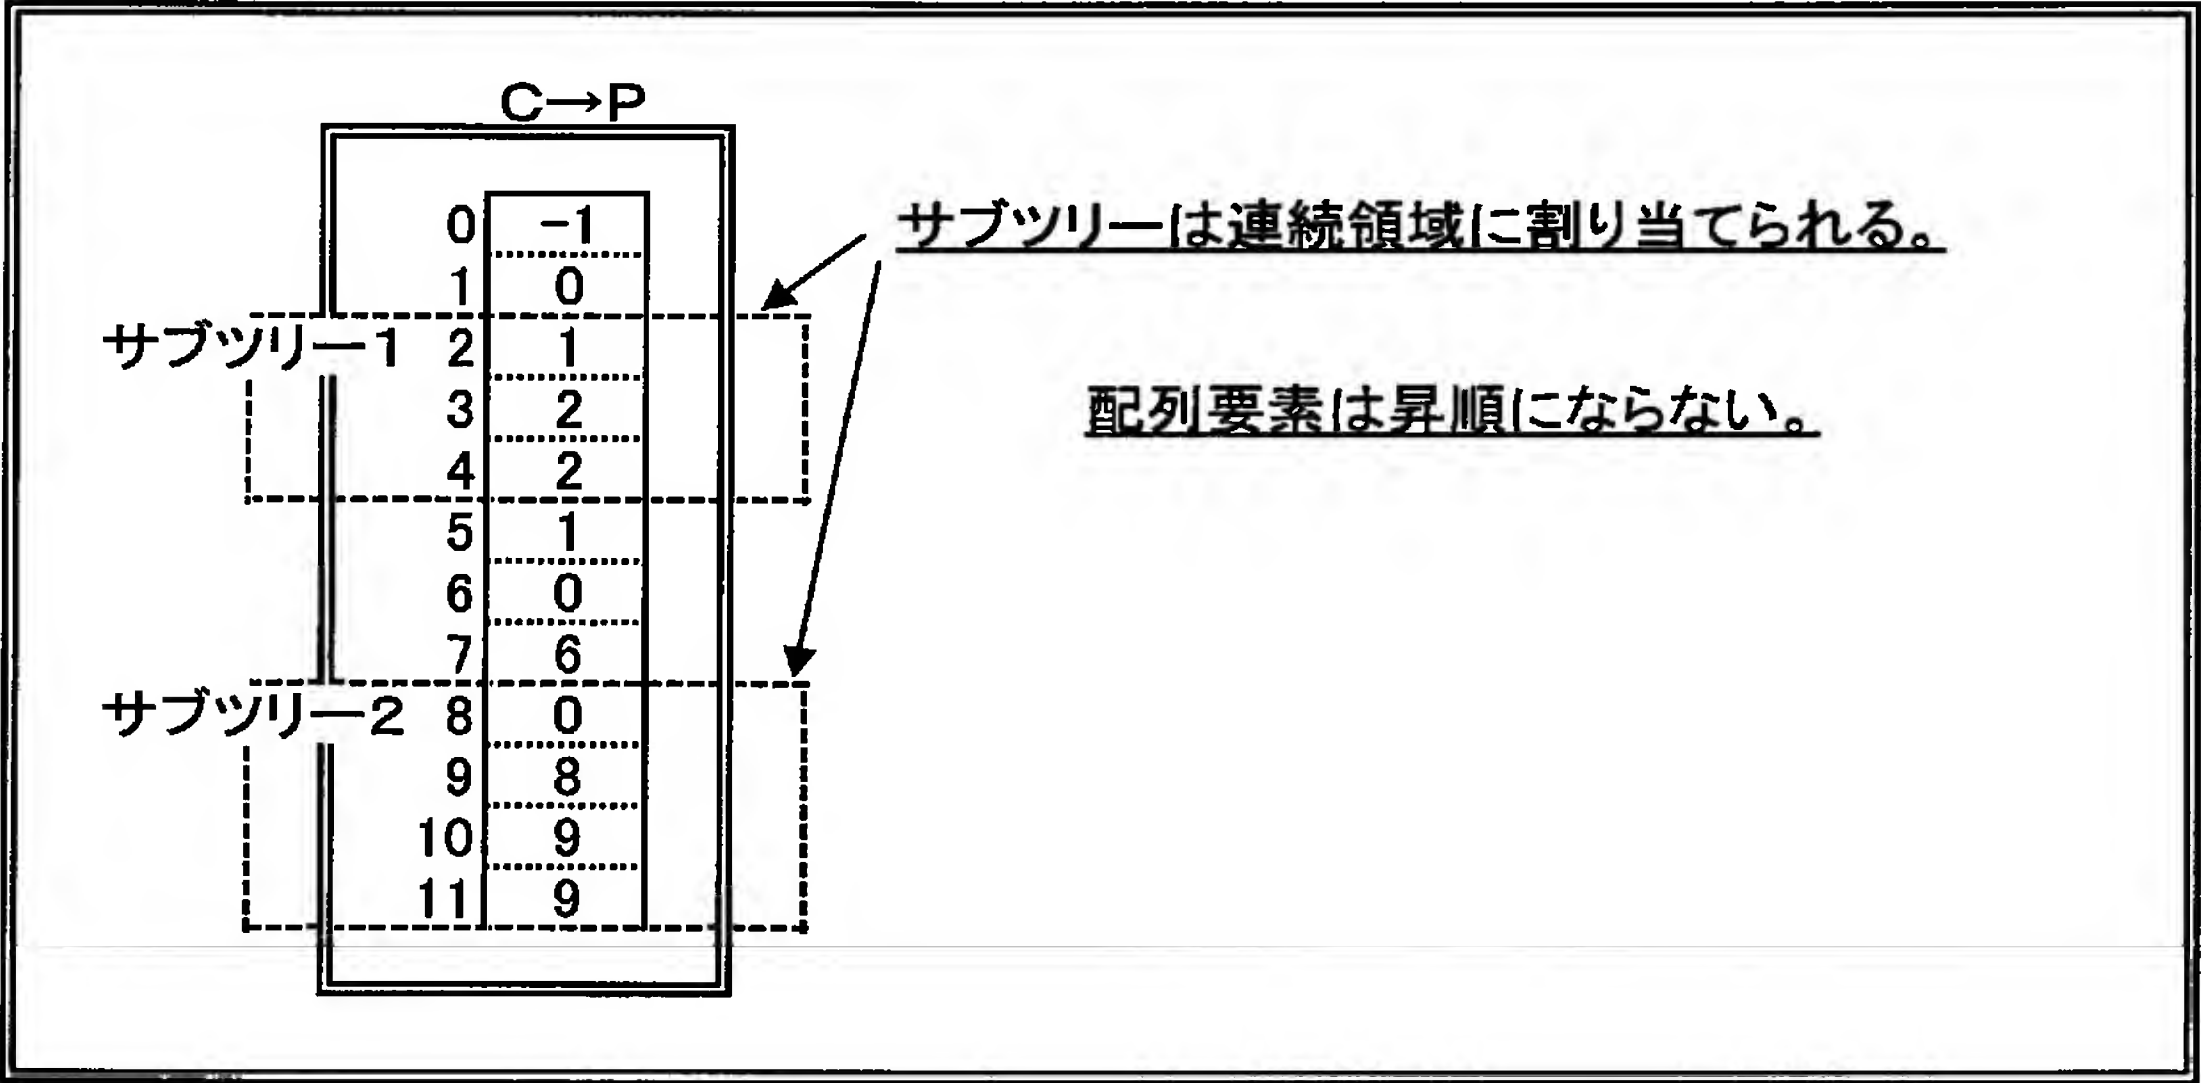 C→P
0 -1
1 0
サブツリー1 2 1
3 2
4 2
5 1
6 0
7 6
サブツリー2 8 0
9 8
10 9
11 9
サブツリーは連続領域に割り当てられる。
配列要素は昇順にならない。